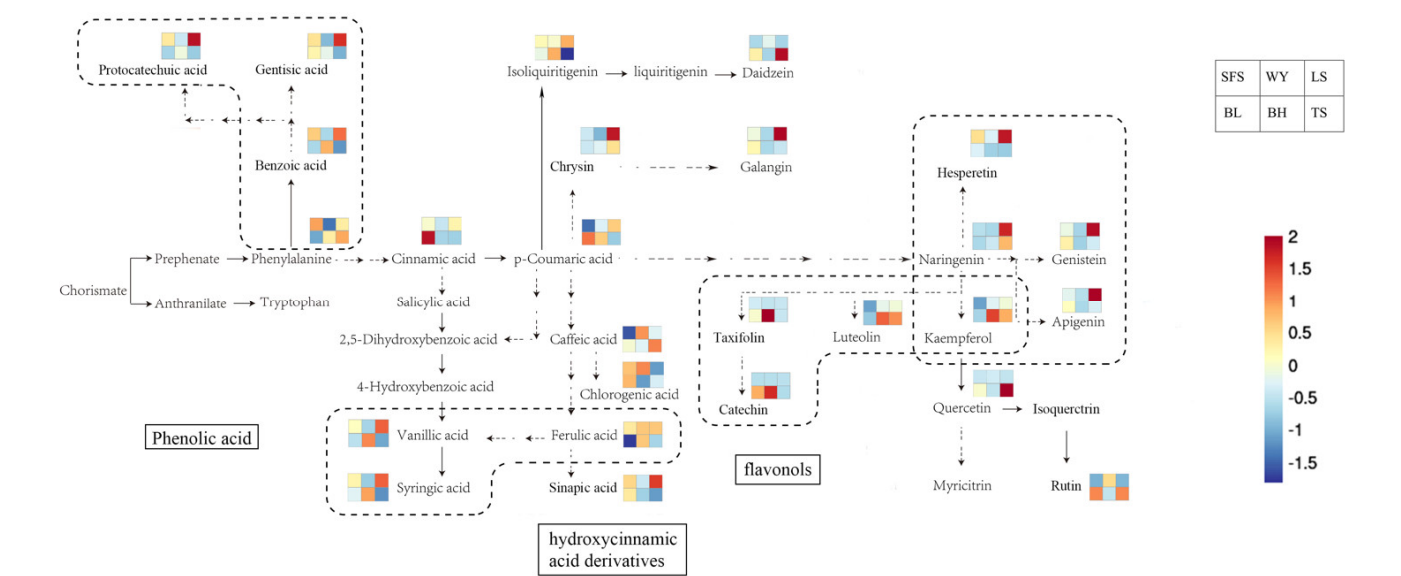 Protocatechuic acid
Gentisic acid
Isoliquiritigenin
liquiritigenin
Daidzein
SFS WY LS
BL BH TS
Benzoic acid
Chrysin
Galangin
Hesperetin
Prephenate
Phenylalanine
Cinnamic acid
p-Coumaric acid
Naringenin
Genistein
Chorismate
Anthranilate
Tryptophan
Salicylic acid
2,5-Dihydroxybenzoic acid
Caffeic acid
Taxifolin
Luteolin
Kaempferol
Apigenin
4-Hydroxybenzoic acid
Chlorogenic acid
Catechin
Quercetin
Isoquerctrin
Phenolic acid
Vanillic acid
Ferulic acid
flavonols
Syringic acid
Sinapic acid
Myricitrin
Rutin
hydroxycinnamic
acid derivatives
2
1.5
1
0.5
0
-0.5
-1
-1.5